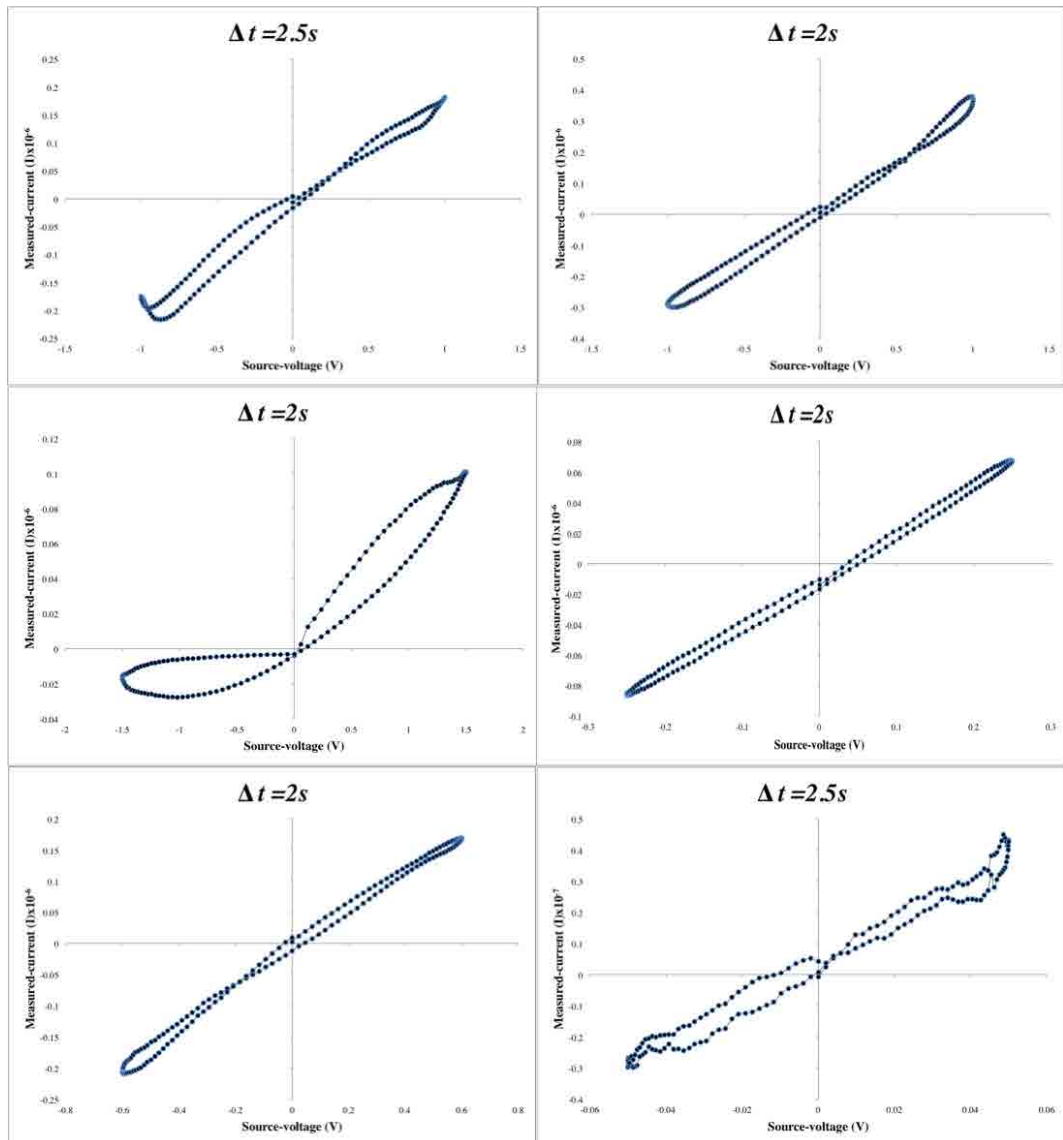 Δt=2.5s
0.25
0.2
0.15
0.1
0.05
0
-0.05
-0.1
-0.15
-0.2
-0.25
-1.5 -1 -0.5 0 0.5 1 1.5
Measured-current (I)x10⁻⁶
Source-voltage (V)
Δt=2s
0.5
0.4
0.3
0.2
0.1
0
-0.1
-0.2
-0.3
-0.4
-1.5 -1 -0.5 0 0.5 1 1.5
Measured-current (I)x10⁻⁶
Source-voltage (V)
Δt=2s
0.12
0.1
0.08
0.06
0.04
0.02
0
-0.02
-0.04
-2 -1.5 -1 -0.5 0 0.5 1 1.5 2
Measured-current (I)x10⁻⁶
Source-voltage (V)
Δt=2s
0.08
0.06
0.04
0.02
0
-0.02
-0.04
-0.06
-0.08
-0.1
-0.3 -0.2 -0.1 0 0.1 0.2 0.3
Measured-current (I)x10⁻⁶
Source-voltage (V)
Δt=2s
0.2
0.15
0.1
0.05
0
-0.05
-0.1
-0.15
-0.2
-0.25
-0.8 -0.6 -0.4 -0.2 0 0.2 0.4 0.6 0.8
Measured-current (I)x10⁻⁶
Source-voltage (V)
Δt=2.5s
0.5
0.4
0.3
0.2
0.1
0
-0.1
-0.2
-0.3
-0.4
-0.06 -0.04 -0.02 0 0.02 0.04 0.06
Measured-current (I)x10⁻⁷
Source-voltage (V)